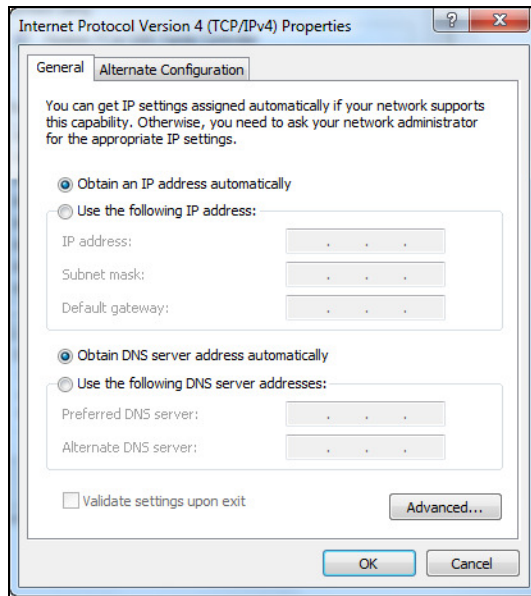 Internet Protocol Version 4 (TCP/IPv4) Properties
General
Alternate Configuration
You can get IP settings assigned automatically if your network supports
this capability. Otherwise, you need to ask your network administrator
for the appropriate IP settings.
Obtain an IP address automatically
Use the following IP address:
IP address:
Subnet mask:
Default gateway:
Obtain DNS server address automatically
Use the following DNS server addresses:
Preferred DNS server:
Alternate DNS server:
Validate settings upon exit
Advanced...
OK
Cancel